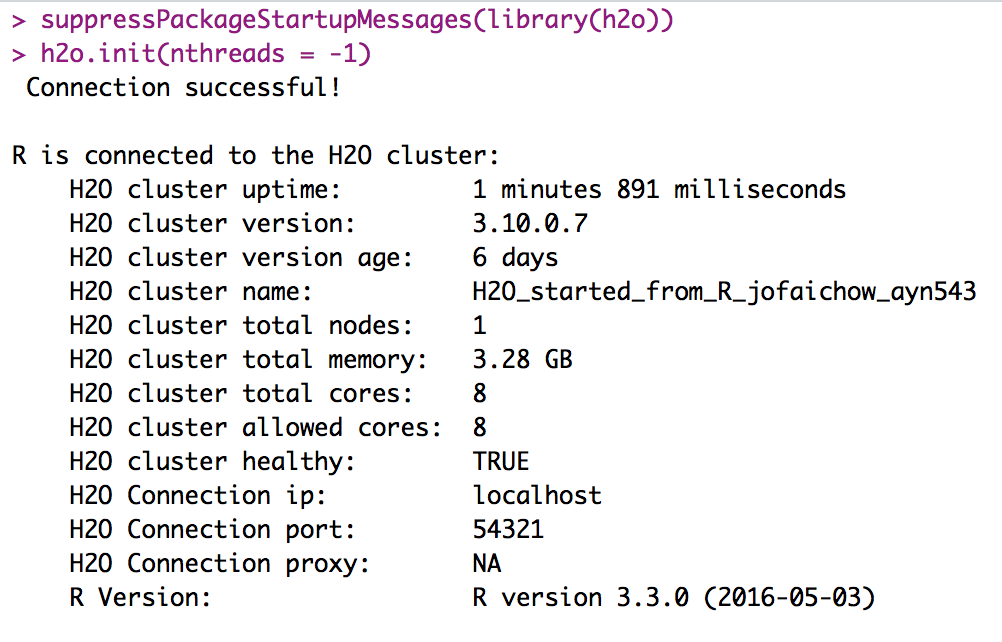 > suppressPackageStartupMessages(library(h2o))
> h2o.init(nthreads = -1)
 Connection successful!

R is connected to the H2O cluster:
    H2O cluster uptime:         1 minutes 891 milliseconds
    H2O cluster version:        3.10.0.7
    H2O cluster version age:    6 days
    H2O cluster name:           H2O_started_from_R_jofaichow_ayn543
    H2O cluster total nodes:    1
    H2O cluster total memory:   3.28 GB
    H2O cluster total cores:    8
    H2O cluster allowed cores:  8
    H2O cluster healthy:        TRUE
    H2O Connection ip:          localhost
    H2O Connection port:        54321
    H2O Connection proxy:       NA
    R Version:                  R version 3.3.0 (2016-05-03)